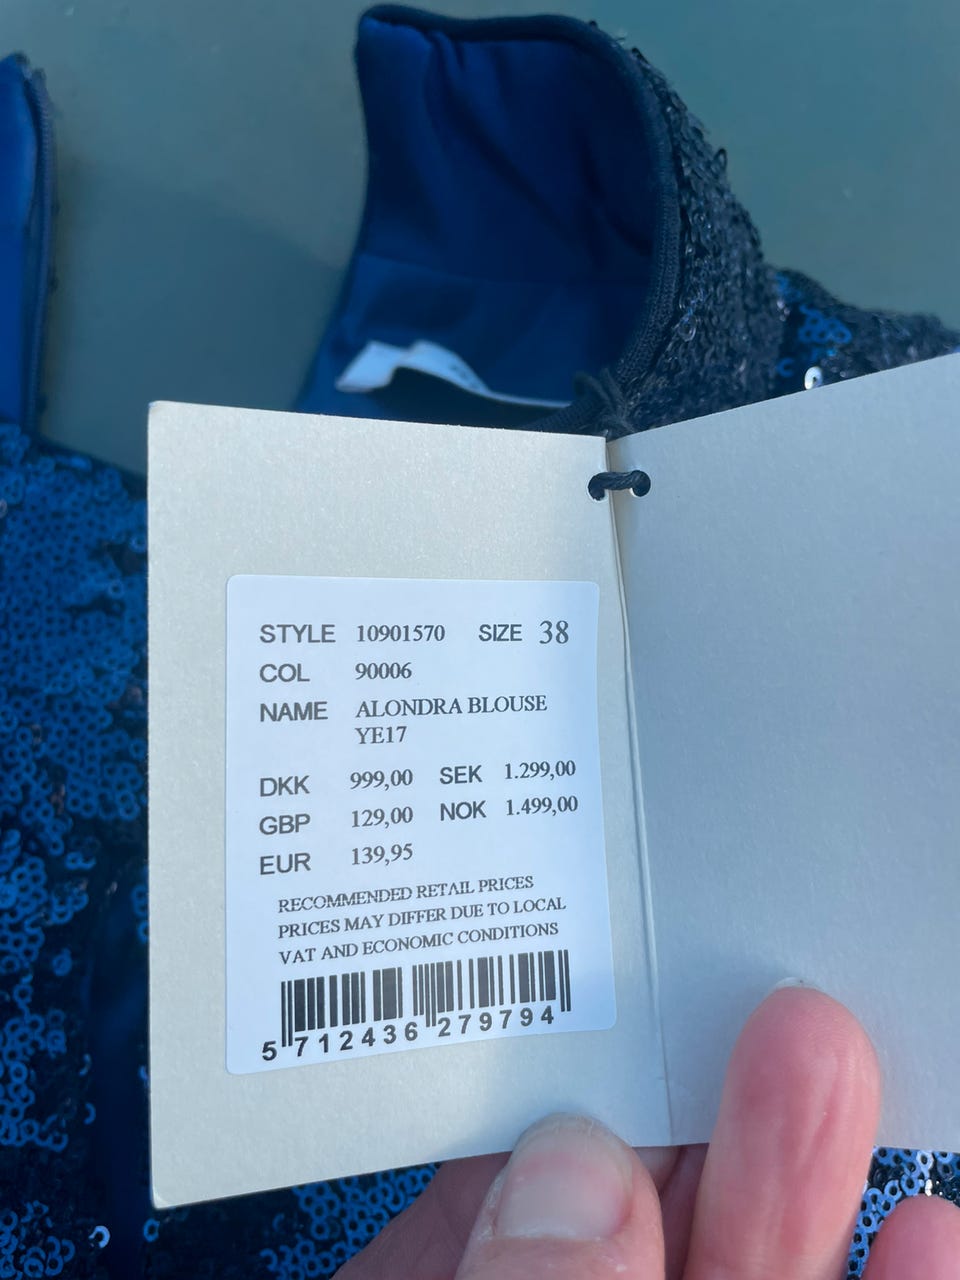 STYLE 10901570 SIZE 38
COL 90006
NAME ALONDRA BLOUSE
YE17
DKK 999,00 SEK 1.299,00
GBP 129,00 NOK 1.499,00
EUR 139,95
RECOMMENDED RETAIL PRICES
PRICES MAY DIFFER DUE TO LOCAL
VAT AND ECONOMIC CONDITIONS
5 712436 279794